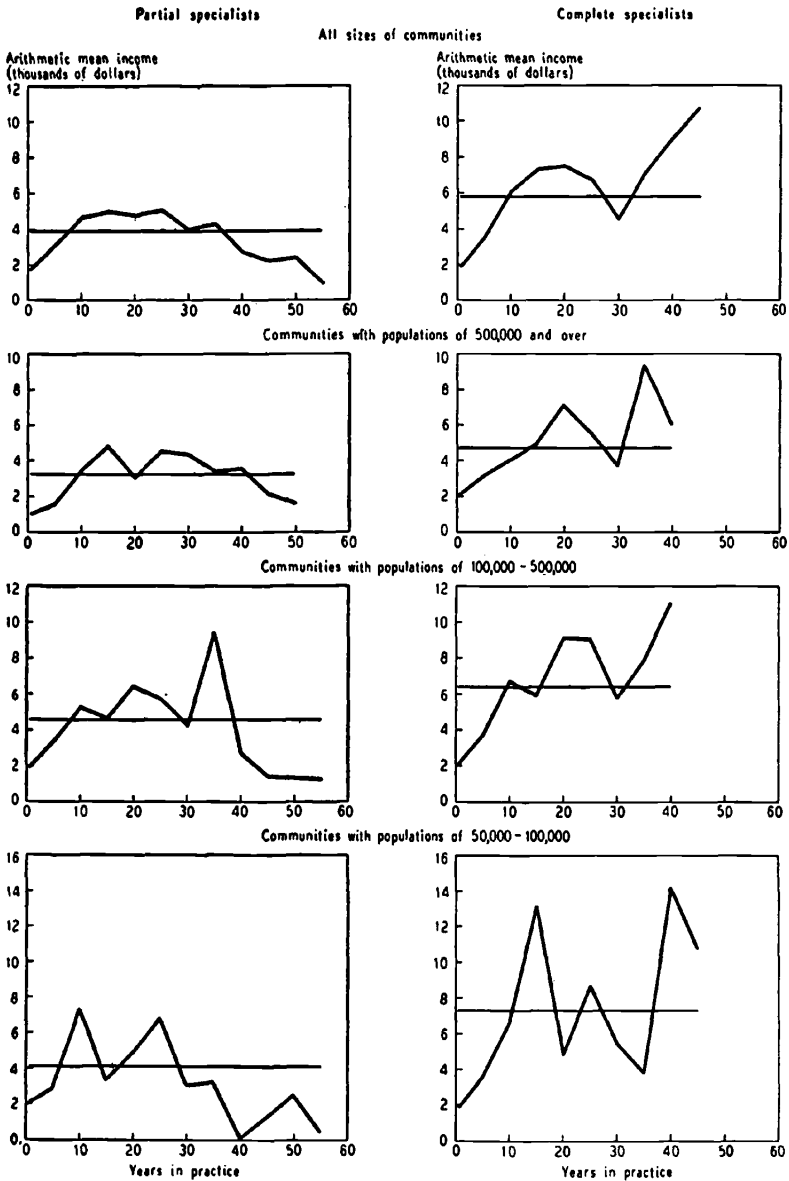 Partial specialists Complete specialists
All sizes of communities
Arithmetic mean income Arithmetic mean income
(thousands of dollars) (thousands of dollars)
12 12
10 10
8 8
6 6
4 4
2 2
0 0
0 10 20 30 40 50 60 0 10 20 30 40 50 60
Communities with populations of 500,000 and over
10 10
8 8
6 6
4 4
2 2
0 0
0 10 20 30 40 50 60 0 10 20 30 40 50 60
Communities with populations of 100,000 - 500,000
12 12
10 10
8 8
6 6
4 4
2 2
0 0
0 10 20 30 40 50 60 0 10 20 30 40 50 60
Communities with populations of 50,000 - 100,000
16 16
14 14
12 12
10 10
8 8
6 6
4 4
2 2
0 0
0 10 20 30 40 50 60 0 10 20 30 40 50 60
Years in practice Years in practice